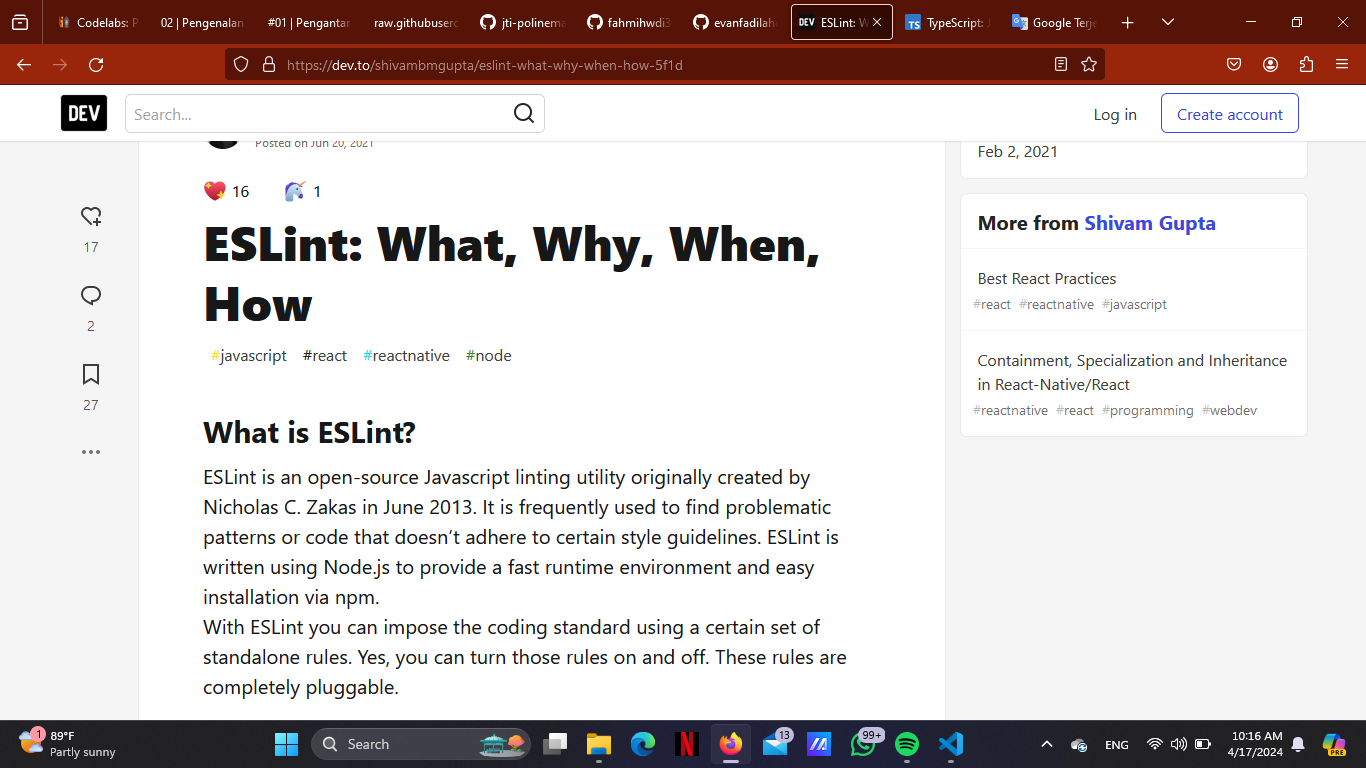 Codelabs: P
02 | Pengenalan
#01 | Pengantar
raw.githubuserc
jti-polinema
fahmihwdi3
evanfadilah
DEV ESLint: W
TS TypeScript: J
Google Terje
https://dev.to/shivambmgupta/eslint-what-why-when-how-5f1d
DEV
Search...
Log in
Create account
Posted on Jun 20, 2021
16
1
17
2
27
ESLint: What, Why, When,
How
#javascript #react #reactnative #node
What is ESLint?
ESLint is an open-source Javascript linting utility originally created by
Nicholas C. Zakas in June 2013. It is frequently used to find problematic
patterns or code that doesn’t adhere to certain style guidelines. ESLint is
written using Node.js to provide a fast runtime environment and easy
installation via npm.
With ESLint you can impose the coding standard using a certain set of
standalone rules. Yes, you can turn those rules on and off. These rules are
completely pluggable.
Feb 2, 2021
More from Shivam Gupta
Best React Practices
#react #reactnative #javascript
Containment, Specialization and Inheritance
in React-Native/React
#reactnative #react #programming #webdev
1
89°F
Partly sunny
Search
N
13
99+
ENG
10:16 AM
4/17/2024
PRE